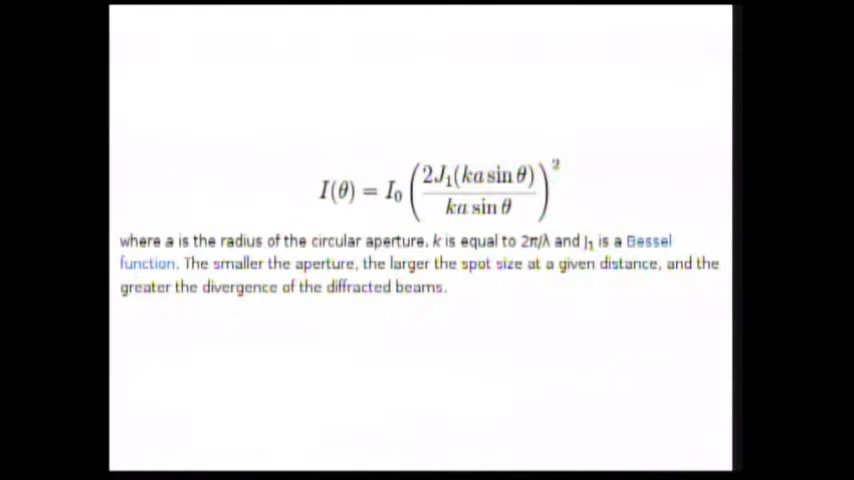 I(θ) = I₀ (2J₁(ka sin θ) / ka sin θ)²
where a is the radius of the circular aperture, k is equal to 2π/λ and J₁ is a Bessel
function. The smaller the aperture, the larger the spot size at a given distance, and the
greater the divergence of the diffracted beams.